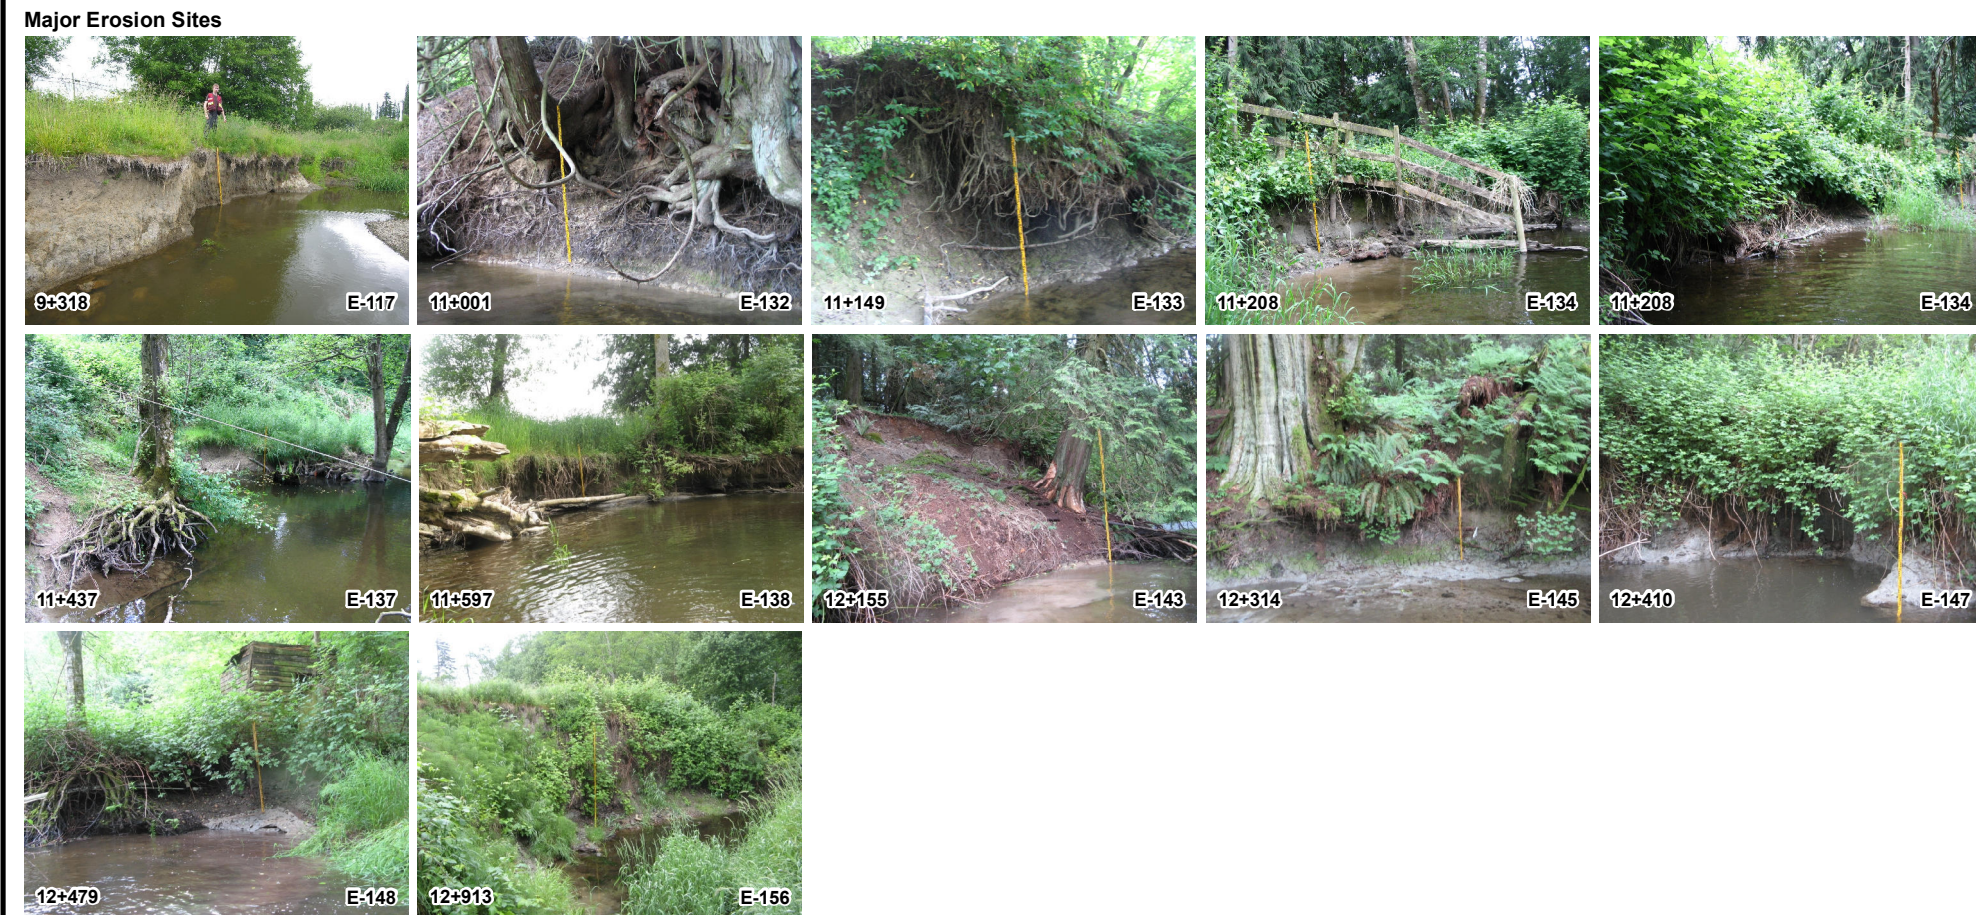 Major Erosion Sites
9+318 E-117
11+001 E-132
11+149 E-133
11+208 E-134
11+208 E-134
11+437 E-137
11+597 E-138
12+155 E-143
12+314 E-145
12+410 E-147
12+479 E-148
12+913 E-156